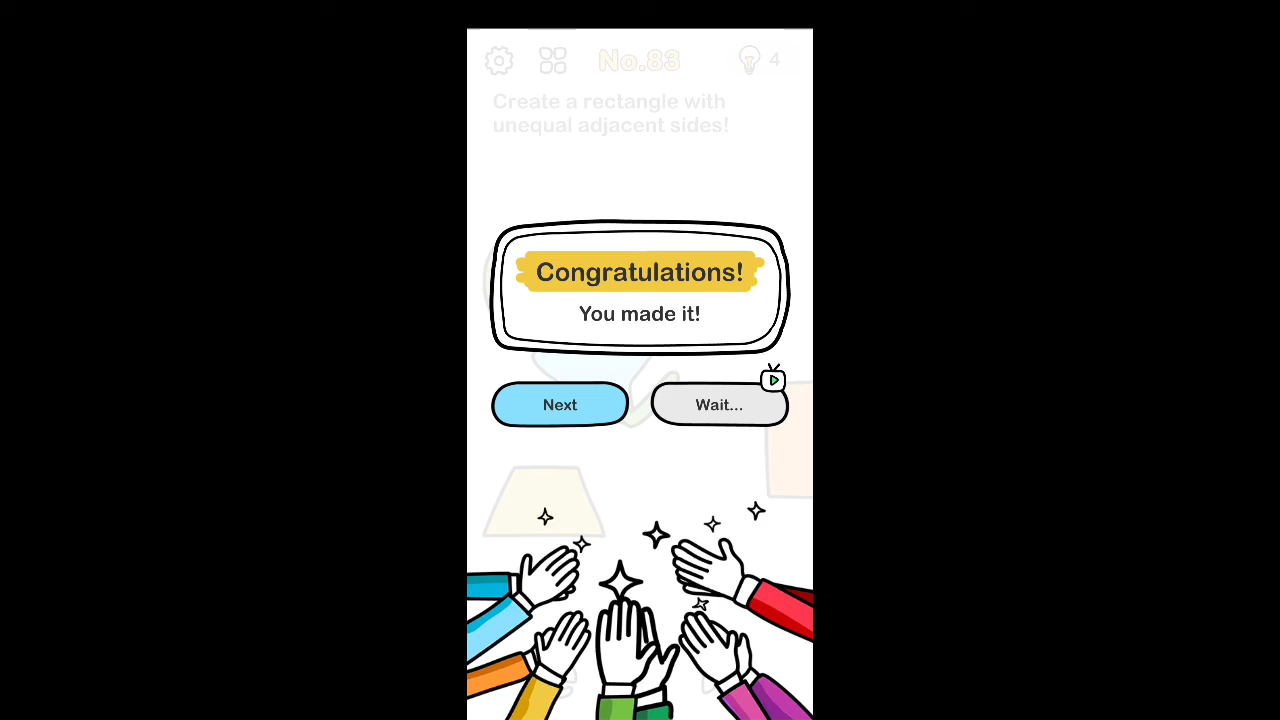 No.83
4
Create a rectangle with
unequal adjacent sides!
Congratulations!
You made it!
Next
Wait...